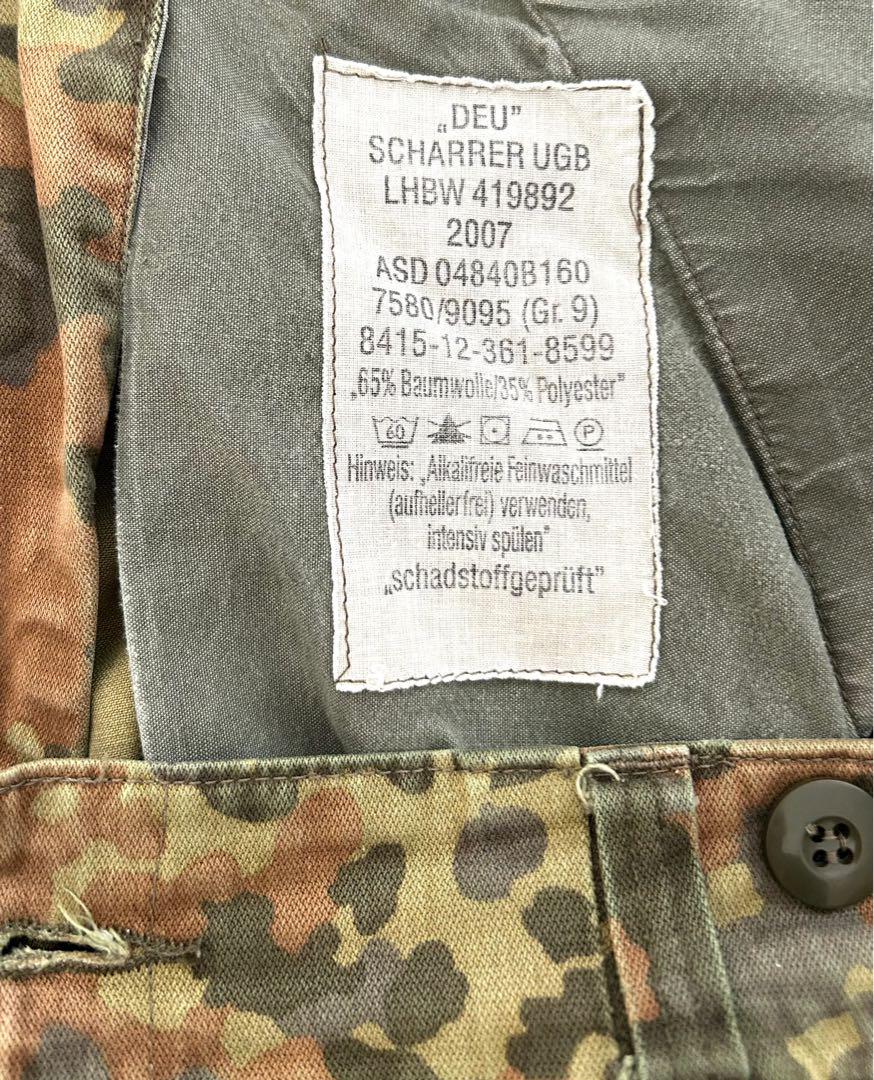 „DEU”
SCHARRER UGB
LHBW 419892
2007
ASD 04840B160
7580/9095 (Gr. 9)
8415-12-361-8599
„65% Baumwolle/35% Polyester”
60 P
Hinweis: „Alkalifreie Feinwaschmittel
(aufhellerfrei) verwenden,
intensiv spülen”
„schadstoffgeprüft”